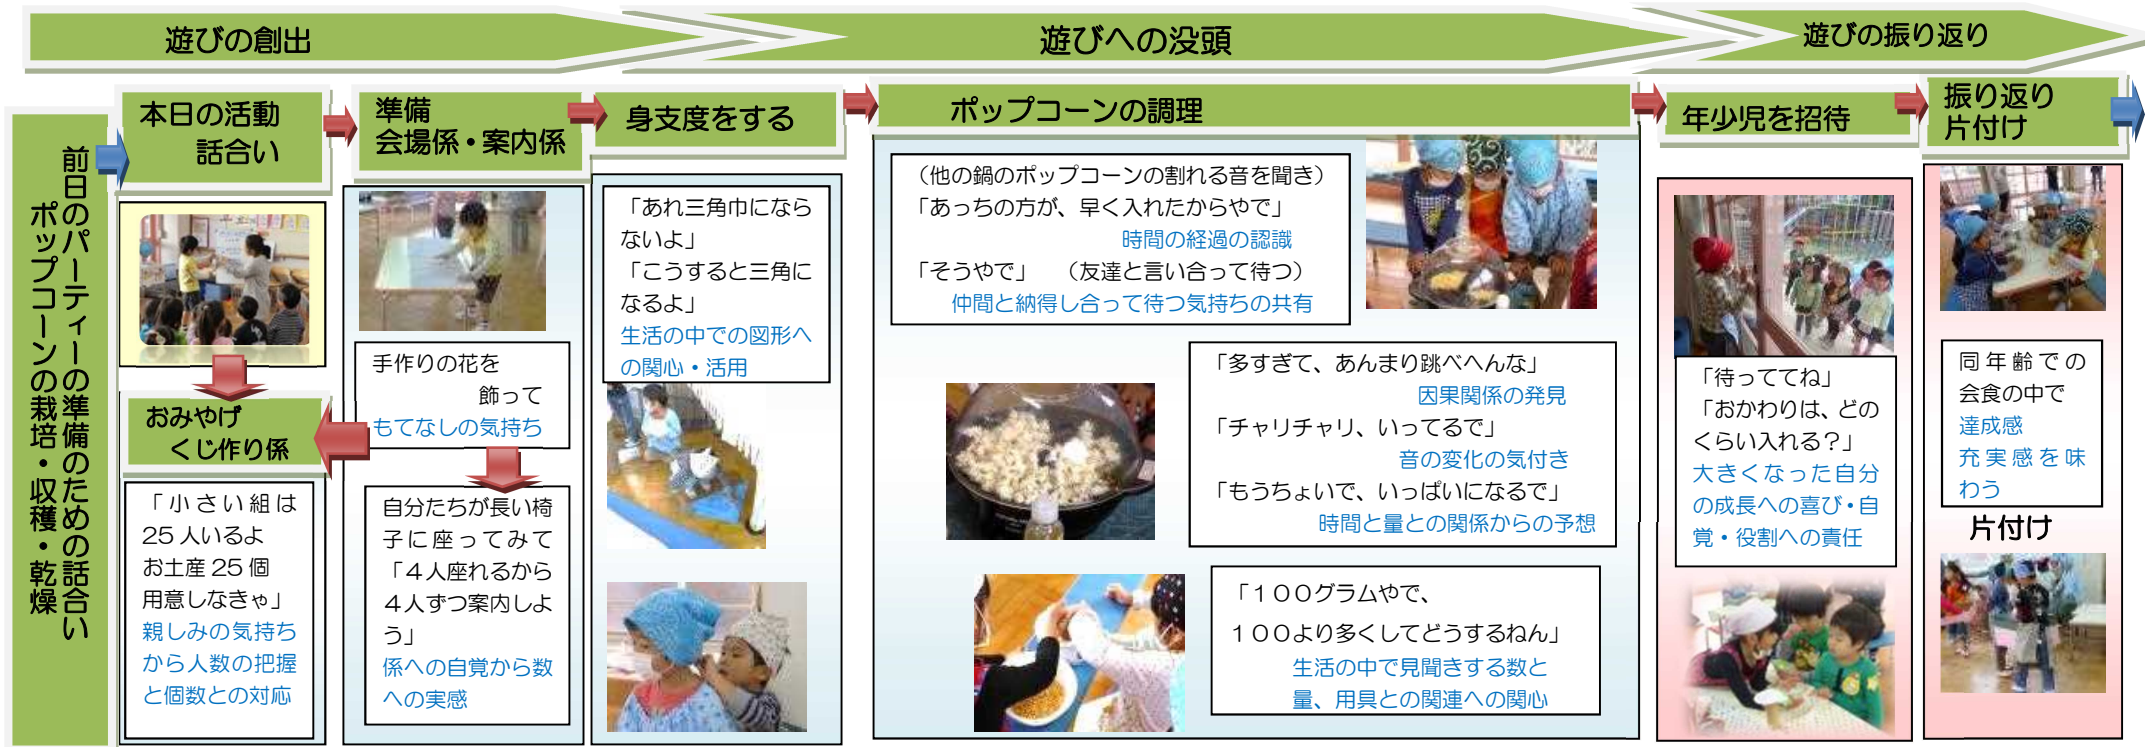 遊びの創出
遊びへの没頭
遊びの振り返り
前日のパーティーの準備のための話合い
ポップコーンの栽培・収穫・乾燥
本日の活動
話合い
おみやげ
くじ作り係
「小さい組は
25人いるよ
お土産25個
用意しなきゃ」
親しみの気持ち
から人数の把握
と個数との対応
準備
会場係・案内係
手作りの花を
飾って
もてなしの気持ち
自分たちが長い椅
子に座ってみて
「４人座れるから
４人ずつ案内しよ
う」
係への自覚から数
への実感
身支度をする
「あれ三角巾になら
ないよ」
「こうすると三角に
なるよ」
生活の中での図形へ
の関心・活用
ポップコーンの調理
（他の鍋のポップコーンの割れる音を聞き）
「あっちの方が、早く入れたからやで」
時間の経過の認識
「そうやで」　（友達と言い合って待つ）
仲間と納得し合って待つ気持ちの共有
「多すぎて、あんまり跳べへんな」
因果関係の発見
「チャリチャリ、いってるで」
音の変化の気付き
「もうちょいで、いっぱいになるで」
時間と量との関係からの予想
「１００グラムやで、
１００より多くしてどうするねん」
生活の中で見聞きする数と
量、用具との関連への関心
年少児を招待
「待っててね」
「おかわりは、どの
くらい入れる？」
大きくなった自分
の成長への喜び・自
覚・役割への責任
振り返り
片付け
同年齢での
会食の中で
達成感
充実感を味
わう
片付け